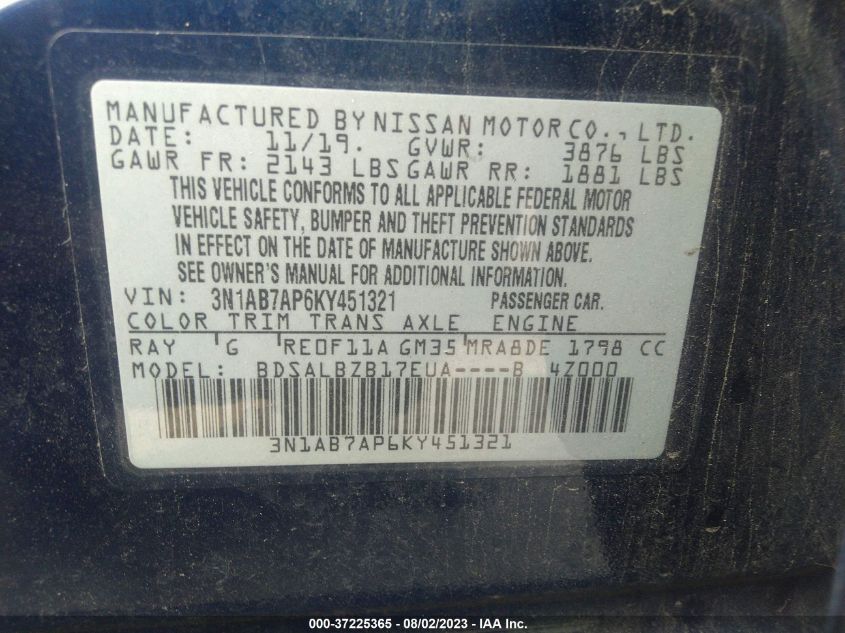 MANUFACTURED BY NISSAN MOTOR CO., LTD.
DATE: 11/19. GVWR: 3876 LBS
GAWR FR: 2143 LBS GAWR RR: 1881 LBS
THIS VEHICLE CONFORMS TO ALL APPLICABLE FEDERAL MOTOR
VEHICLE SAFETY, BUMPER AND THEFT PREVENTION STANDARDS
IN EFFECT ON THE DATE OF MANUFACTURE SHOWN ABOVE.
SEE OWNER'S MANUAL FOR ADDITIONAL INFORMATION.
VIN: 3N1AB7AP6KY451321 PASSENGER CAR.
COLOR TRIM TRANS AXLE ENGINE
RAY 'G 'RE0F11A GM35 'MRA8DE 1798 CC
MODEL: BDSALBZB17EUA----B 4Z000
3N1AB7AP6KY451321
000-37225365 - 08/02/2023 - © IAA Inc.